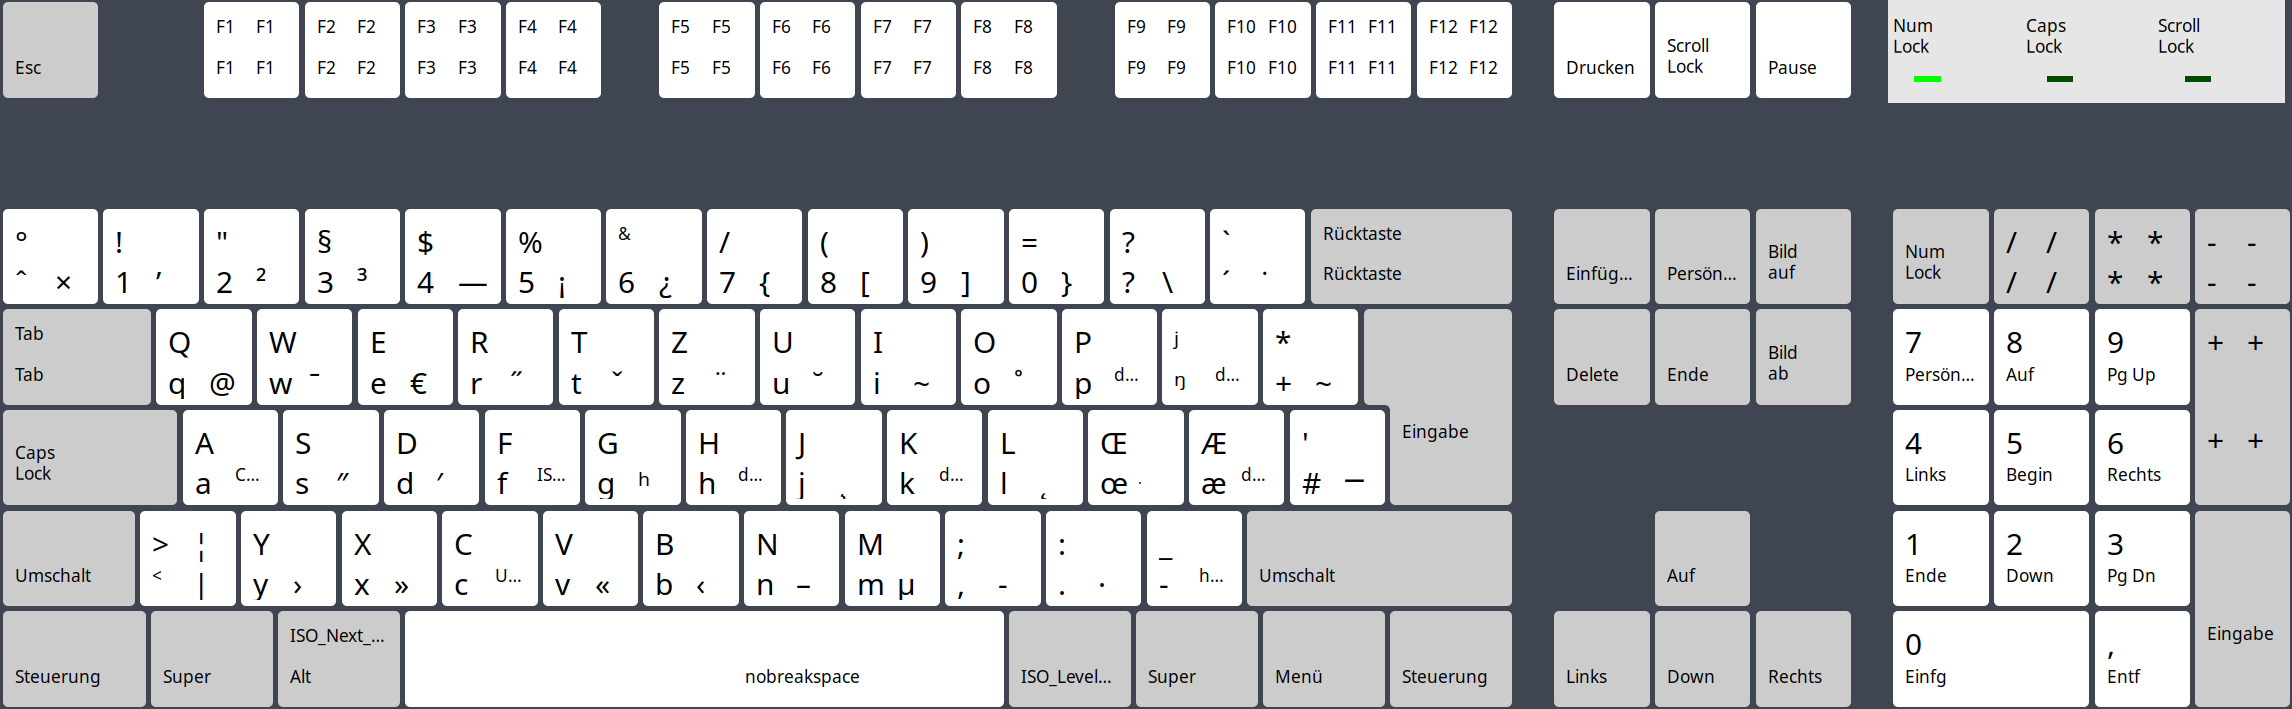 Esc F1 F1 F2 F2 F3 F3 F4 F4 F5 F5 F6 F6 F7 F7 F8 F8 F9 F9 F10 F10 F11 F11 F12 F12 Drucken Scroll Lock Pause Num Lock Caps Lock Scroll Lock
F1 F1 F2 F2 F3 F3 F4 F4 F5 F5 F6 F6 F7 F7 F8 F8 F9 F9 F10 F10 F11 F11 F12 F12
° ! " § $ % & / ( ) = ? ` Rücktaste Bild auf Num Lock / / * * - -
ˆ × 1 ’ 2 ² 3 ³ 4 — 5 ¡ 6 ¿ 7 { 8 [ 9 ] 0 } ? \ ´ ˙ Rücktaste Einfüg... Persön... / / * * - -
Tab Q W E R T Z U I O P j * Bild ab 7 8 9 + +
Tab q @ w ¯ e € r ˝ t ˇ z ¨ u ˘ i ~ o ° p d... ŋ d... + ~ Delete Ende Persön... Auf Pg Up
Caps Lock A S D F G H J K L Œ Æ ' Eingabe 4 5 6 + +
a C... s ˝ d ′ f IS... g h h d... j ˛ k d... l ¸ œ . æ d... # − Links Begin Rechts
> ¦ Y X C V B N M ; : _ 1 2 3
Umschalt < | y › x » c U... v « b ‹ n – m µ , - . · - h... Umschalt Auf Ende Down Pg Dn
ISO_Next_... 0 , Eingabe
Steuerung Super Alt nobreakspace ISO_Level... Super Menü Steuerung Links Down Rechts Einfg Entf